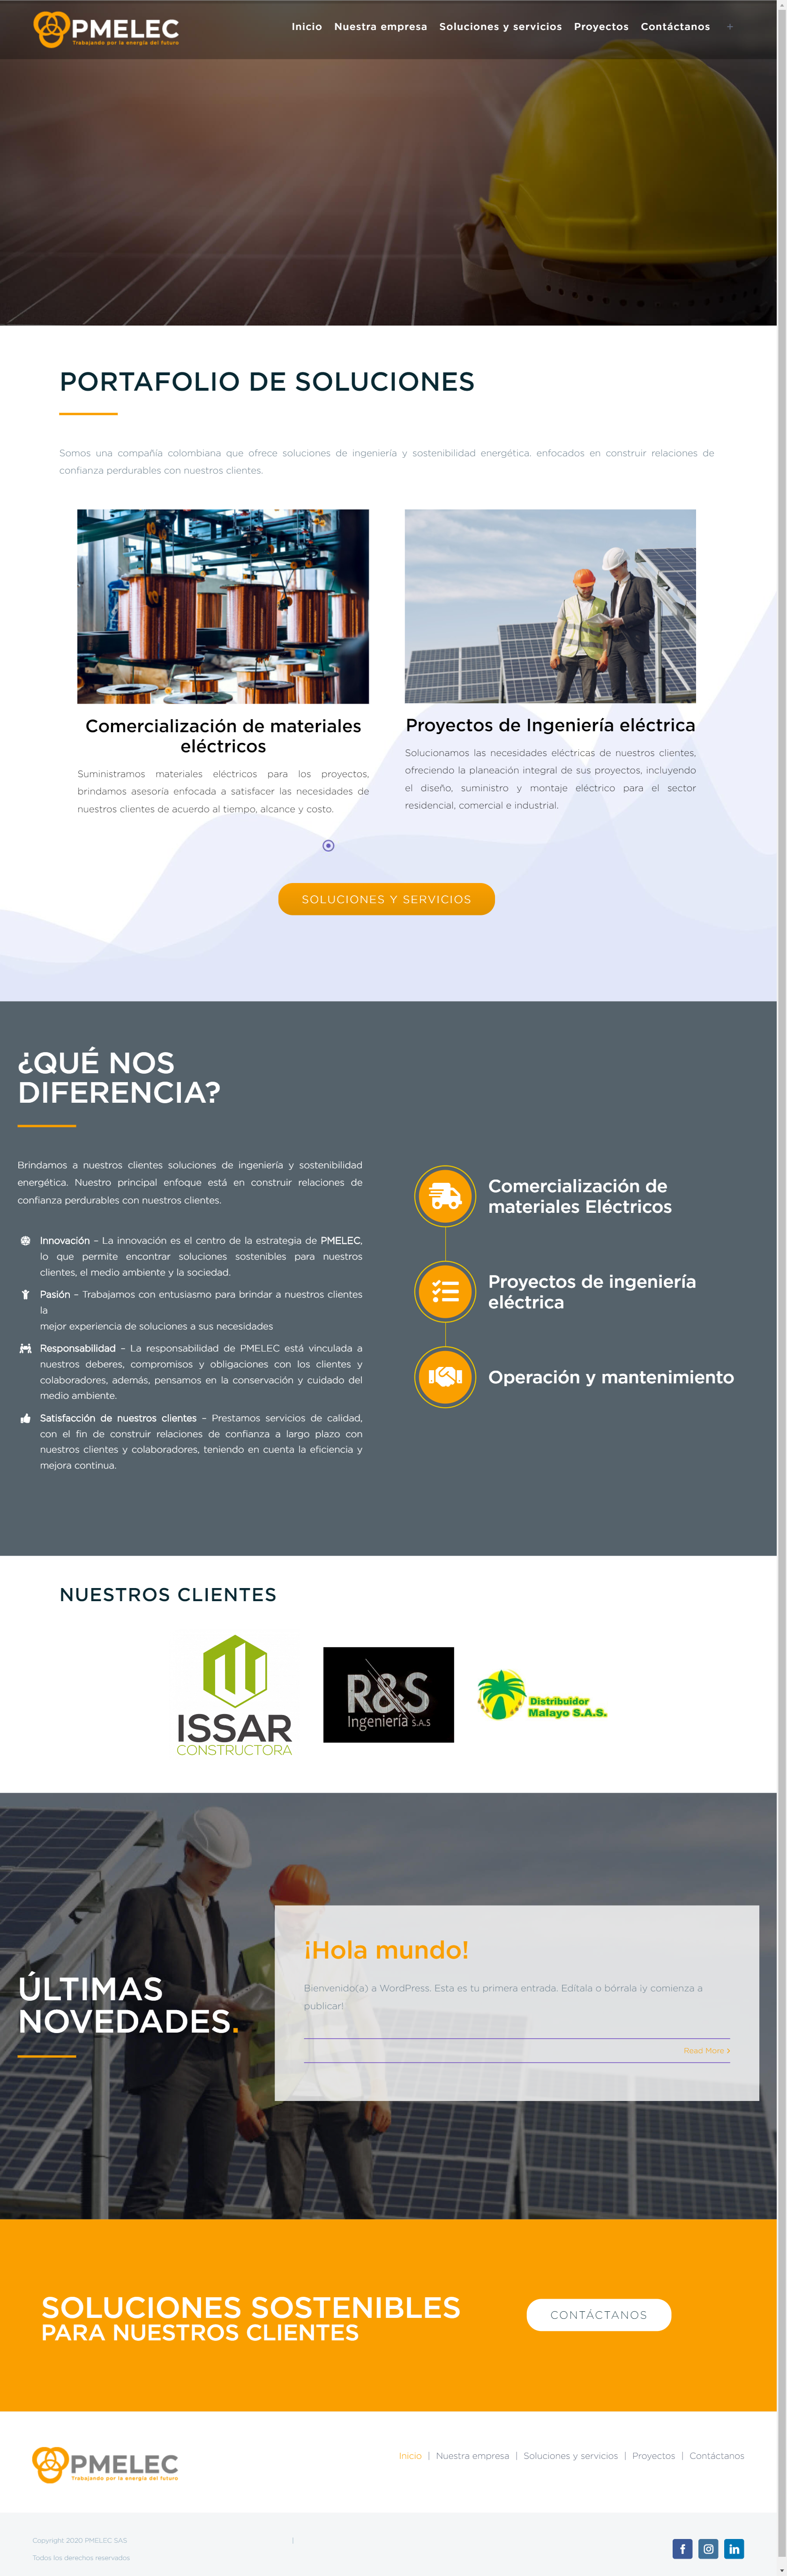 PMELEC
Trabajando por la energía del futuro
Inicio Nuestra empresa Soluciones y servicios Proyectos Contáctanos +
PORTAFOLIO DE SOLUCIONES
Somos una compañía colombiana que ofrece soluciones de ingeniería y sostenibilidad energética. enfocados en construir relaciones de
confianza perdurables con nuestros clientes.
Comercialización de materiales
eléctricos
Suministramos materiales eléctricos para los proyectos,
brindamos asesoría enfocada a satisfacer las necesidades de
nuestros clientes de acuerdo al tiempo, alcance y costo.
Proyectos de Ingeniería eléctrica
Solucionamos las necesidades eléctricas de nuestros clientes,
ofreciendo la planeación integral de sus proyectos, incluyendo
el diseño, suministro y montaje eléctrico para el sector
residencial, comercial e industrial.
SOLUCIONES Y SERVICIOS
¿QUÉ NOS
DIFERENCIA?
Brindamos a nuestros clientes soluciones de ingeniería y sostenibilidad
energética. Nuestro principal enfoque está en construir relaciones de
confianza perdurables con nuestros clientes.
Innovación – La innovación es el centro de la estrategia de PMELEC,
lo que permite encontrar soluciones sostenibles para nuestros
clientes, el medio ambiente y la sociedad.
Pasión – Trabajamos con entusiasmo para brindar a nuestros clientes
la
mejor experiencia de soluciones a sus necesidades
Responsabilidad – La responsabilidad de PMELEC está vinculada a
nuestros deberes, compromisos y obligaciones con los clientes y
colaboradores, además, pensamos en la conservación y cuidado del
medio ambiente.
Satisfacción de nuestros clientes – Prestamos servicios de calidad,
con el fin de construir relaciones de confianza a largo plazo con
nuestros clientes y colaboradores, teniendo en cuenta la eficiencia y
mejora continua.
Comercialización de
materiales Eléctricos
Proyectos de ingeniería
eléctrica
Operación y mantenimiento
NUESTROS CLIENTES
ISSAR
CONSTRUCTORA
R&S
Ingeniería S.A.S
Distribuidor
Malayo S.A.S.
ÚLTIMAS
NOVEDADES.
¡Hola mundo!
Bienvenido(a) a WordPress. Esta es tu primera entrada. Edítala o bórrala ¡y comienza a
publicar!
Read More
SOLUCIONES SOSTENIBLES
PARA NUESTROS CLIENTES
CONTÁCTANOS
PMELEC
Trabajando por la energía del futuro
Inicio | Nuestra empresa | Soluciones y servicios | Proyectos | Contáctanos
Copyright 2020 PMELEC SAS |
Todos los derechos reservados